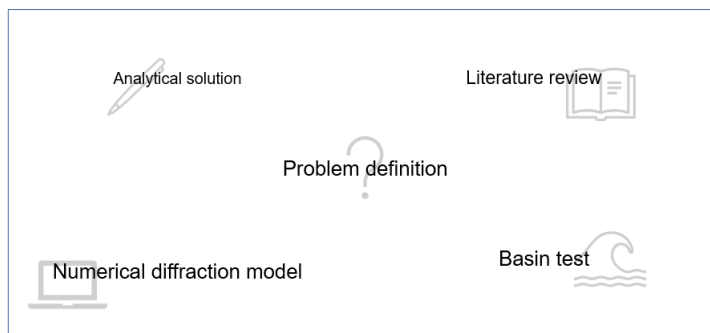 Analytical solution
Literature review
Problem definition
Numerical diffraction model
Basin test